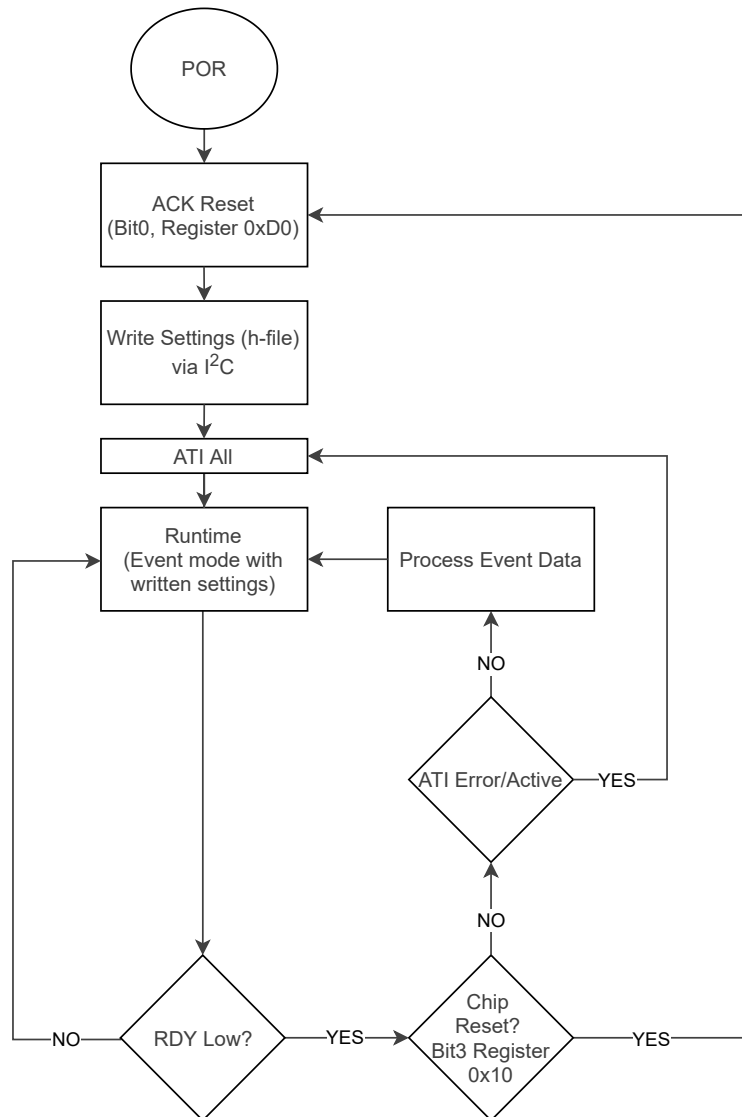 POR
ACK Reset
(Bit0, Register 0xD0)
Write Settings (h-file)
via I²C
ATI All
Runtime
(Event mode with
written settings)
Process Event Data
NO
ATI Error/Active
YES
NO
RDY Low?
NO
YES
Chip
Reset?
Bit3 Register
0x10
YES